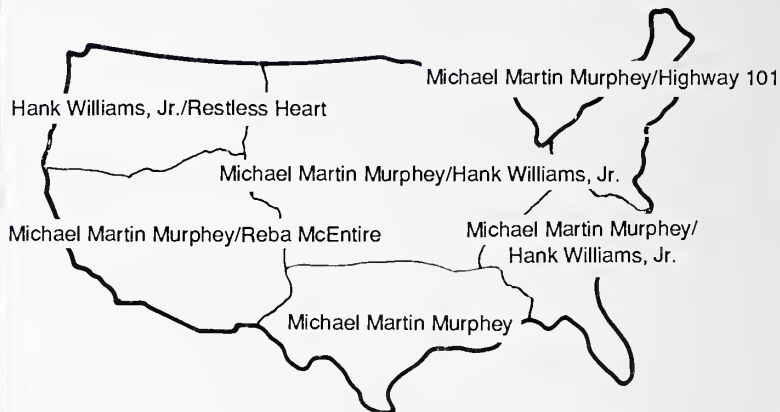 Michael Martin Murphey/Highway 101
Hank Williams, Jr./Restless Heart
Michael Martin Murphey/Hank Williams, Jr.
Michael Martin Murphey/Reba McEntire
Michael Martin Murphey/
Hank Williams, Jr.
Michael Martin Murphey